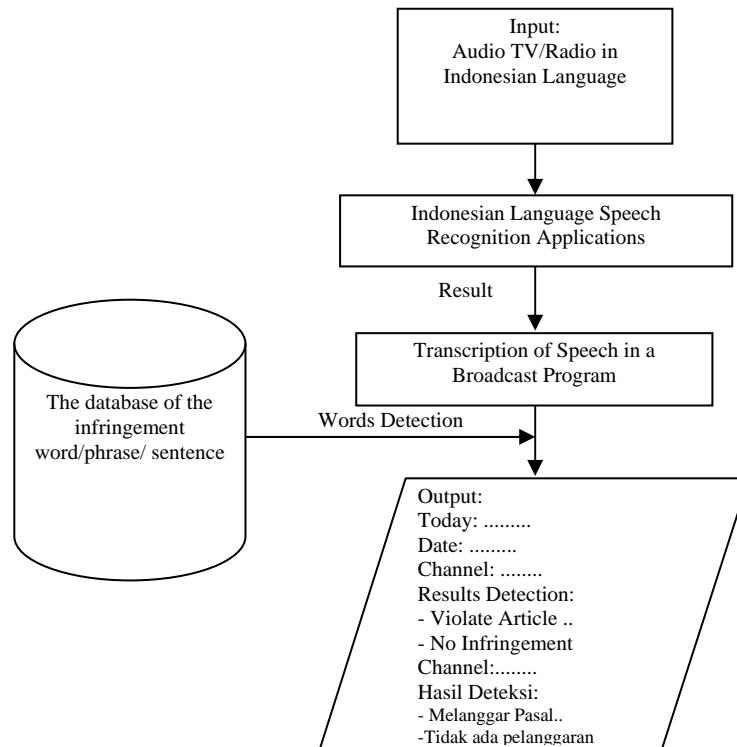 Input:
Audio TV/Radio in
Indonesian Language
Indonesian Language Speech
Recognition Applications
Result
Transcription of Speech in a
Broadcast Program
The database of the
infringement
word/phrase/ sentence
Words Detection
Output:
Today: .........
Date: .........
Channel: ........
Results Detection:
- Violate Article ..
- No Infringement
Channel:........
Hasil Deteksi:
- Melanggar Pasal..
-Tidak ada pelanggaran